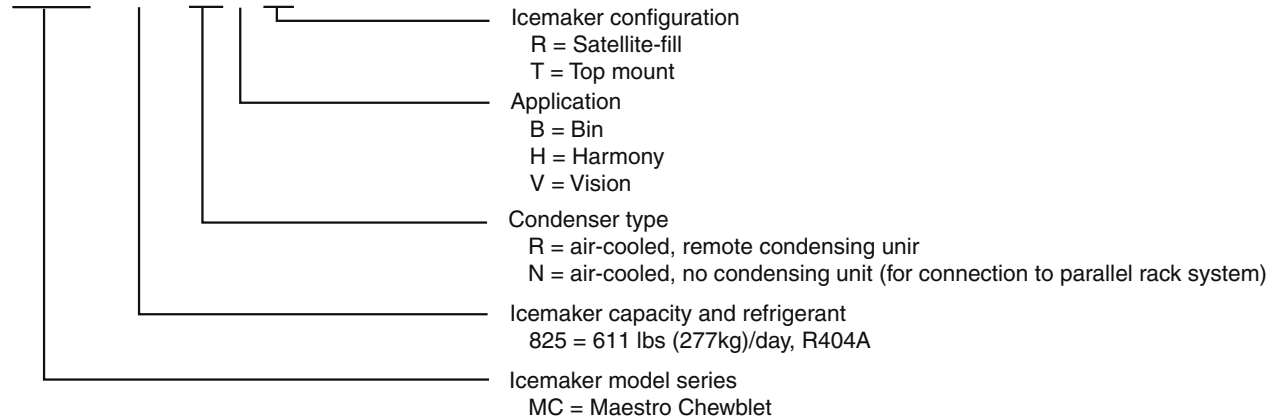 Icemaker configuration
R = Satellite-fill
T = Top mount
Application
B = Bin
H = Harmony
V = Vision
Condenser type
R = air-cooled, remote condensing unir
N = air-cooled, no condensing unit (for connection to parallel rack system)
Icemaker capacity and refrigerant
825 = 611 lbs (277kg)/day, R404A
Icemaker model series
MC = Maestro Chewblet